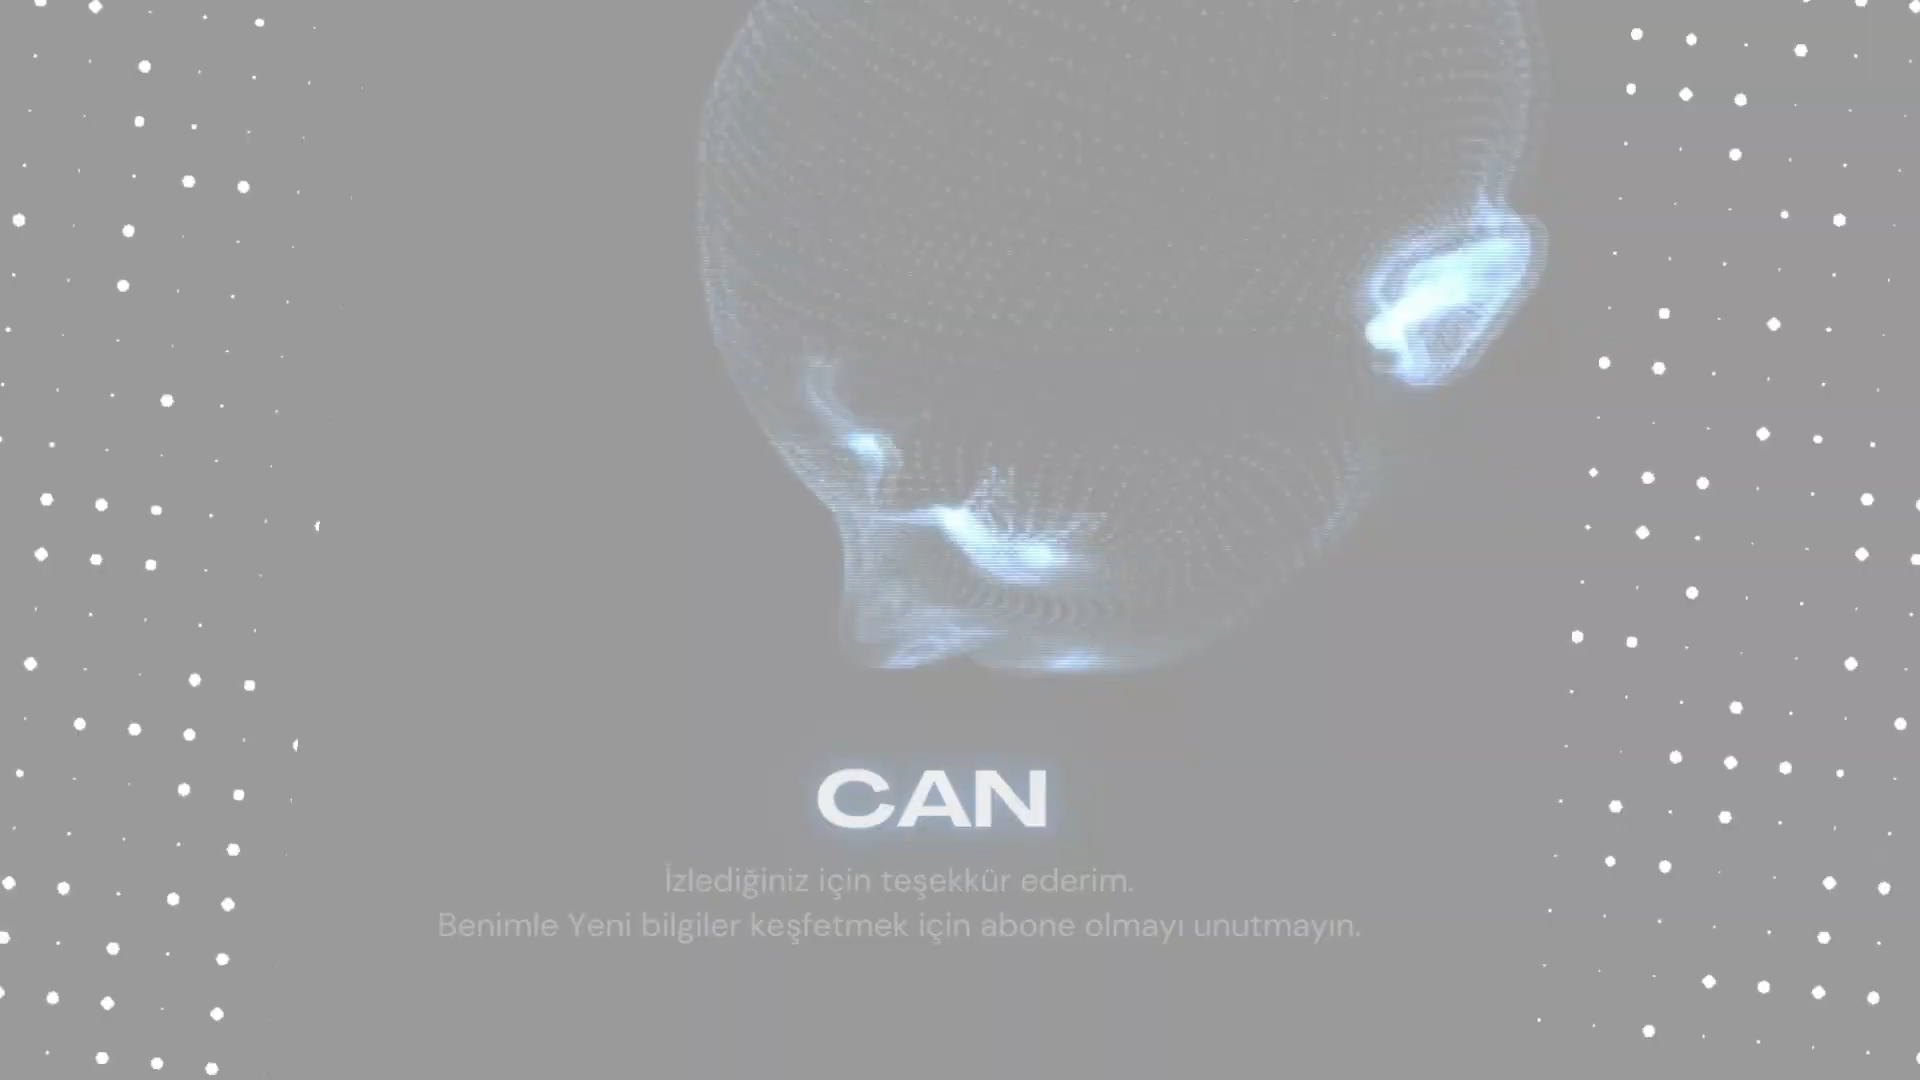 CAN
İzlediğiniz için teşekkür ederim.
Benimle Yeni bilgiler keşfetmek için abone olmayı unutmayın.